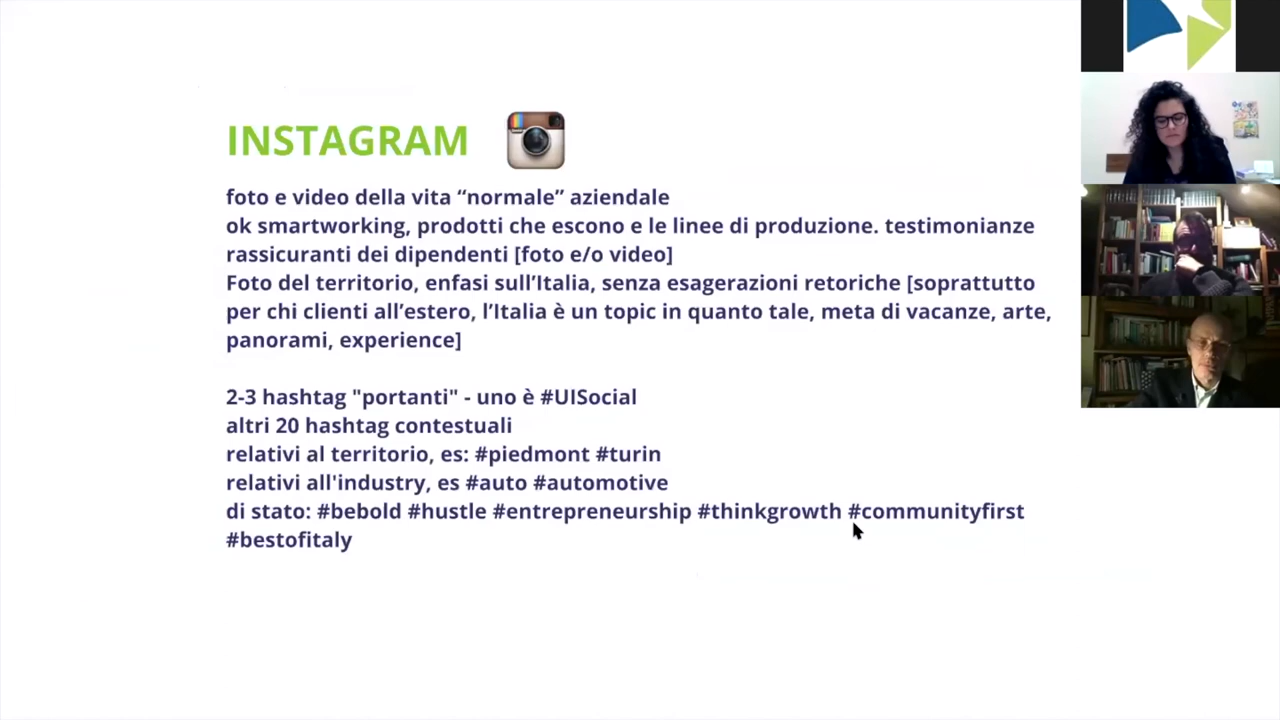 INSTAGRAM
foto e video della vita “normale” aziendale
ok smartworking, prodotti che escono e le linee di produzione. testimonianze
rassicuranti dei dipendenti [foto e/o video]
Foto del territorio, enfasi sull’Italia, senza esagerazioni retoriche [soprattutto
per chi clienti all’estero, l’Italia è un topic in quanto tale, meta di vacanze, arte,
panorami, experience]
2-3 hashtag "portanti" - uno è #UISocial
altri 20 hashtag contestuali
relativi al territorio, es: #piedmont #turin
relativi all'industry, es #auto #automotive
di stato: #bebold #hustle #entrepreneurship #thinkgrowth #communityfirst
#bestofitaly